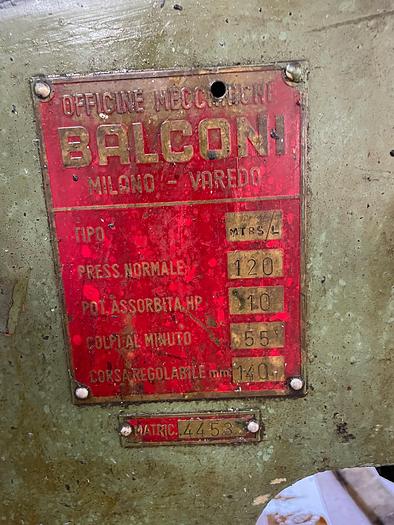 OFFICINE MECCANICHE
BALCONI
MILANO - VAREDO
TIPO MTRS/L
PRESS. NORMALE 120
POT. ASSORBITA HP 10
COLPI AL MINUTO 55
CORSA REGOLABILE mm 140
MATRIC. 4453